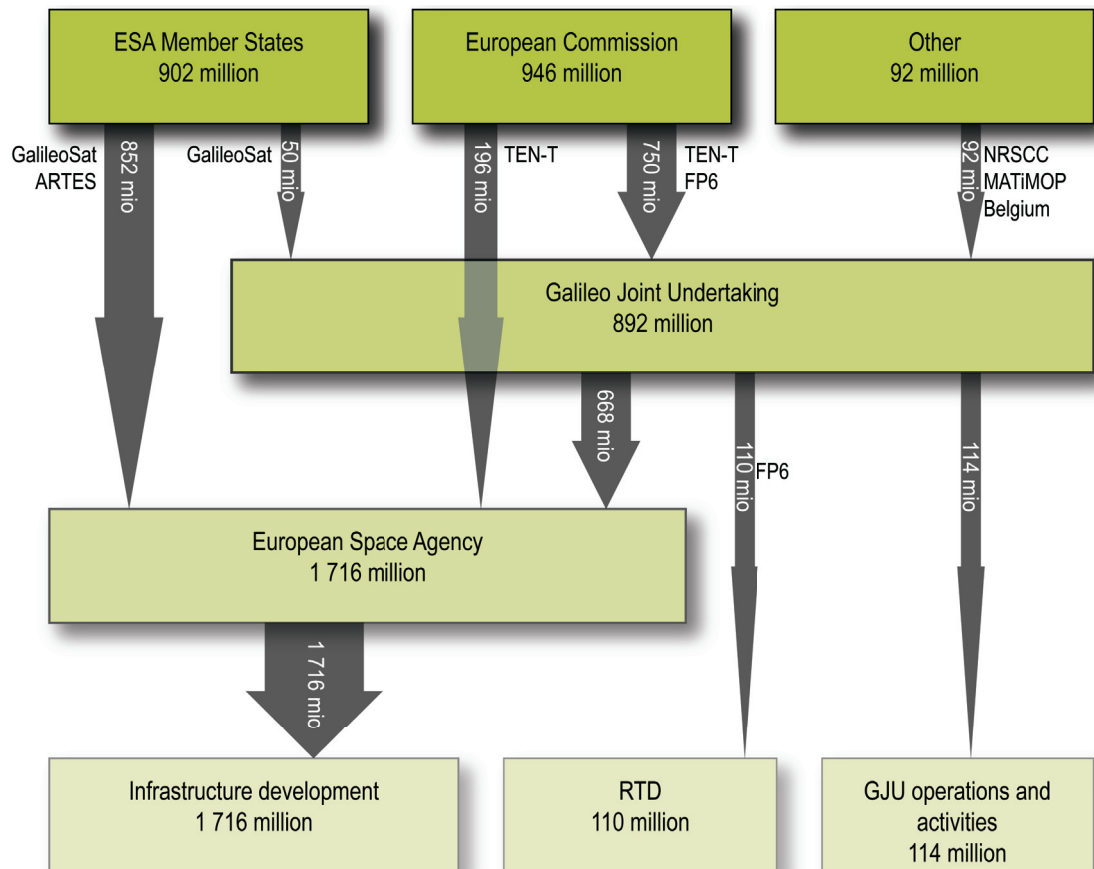 ESA Member States
902 million
European Commission
946 million
Other
92 million
GalileoSat
ARTES
852 mio
GalileoSat
50 mio
196 mio
TEN-T
750 mio
TEN-T
FP6
92 mio
NRSCC
MATiMOP
Belgium
Galileo Joint Undertaking
892 million
668 mio
110 mio
FP6
114 mio
European Space Agency
1 716 million
1 716 mio
Infrastructure development
1 716 million
RTD
110 million
GJU operations and
activities
114 million